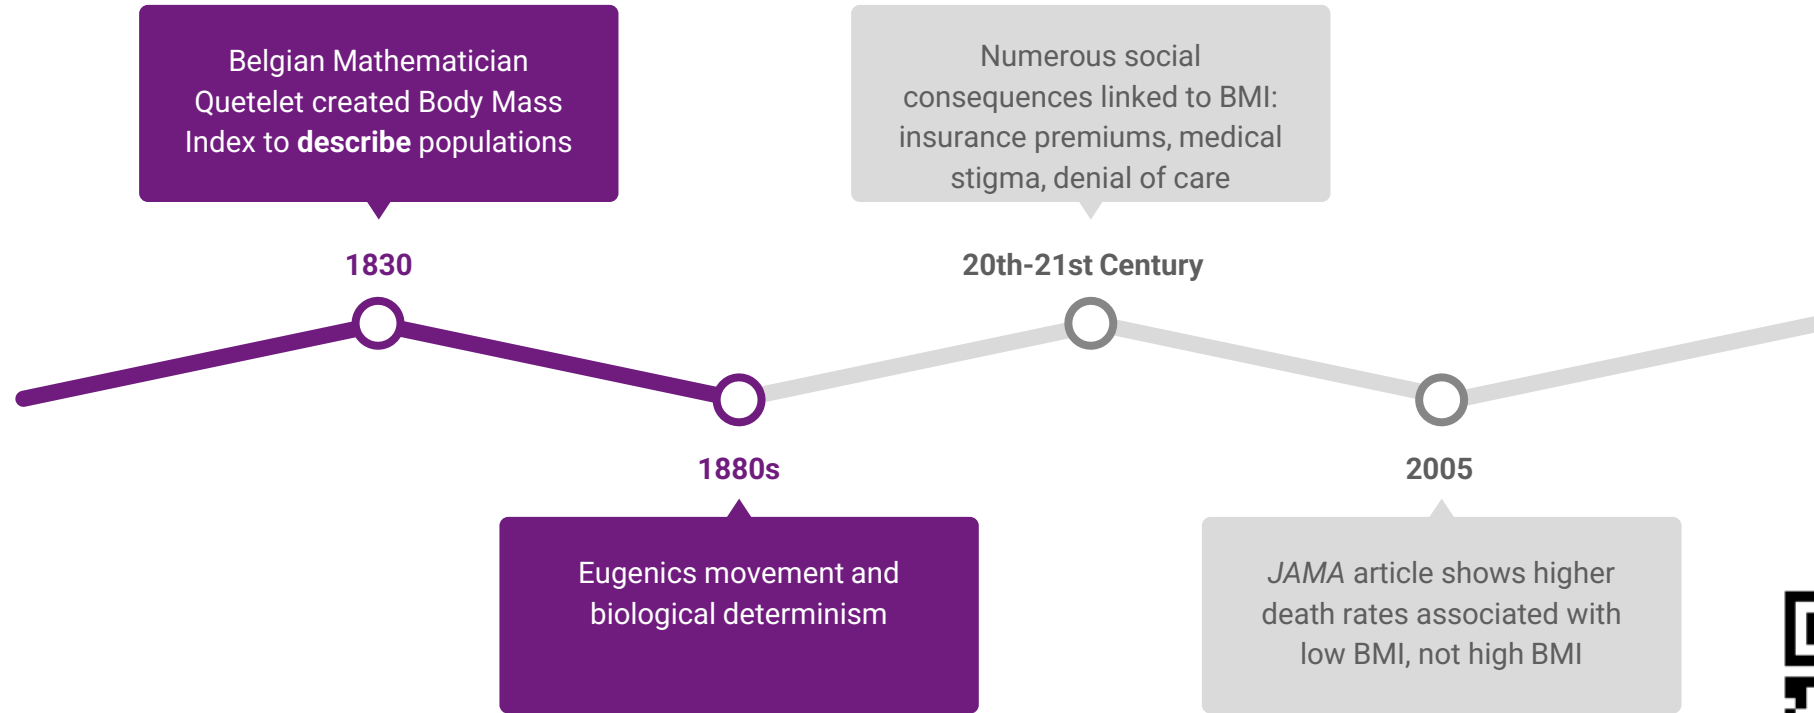 Belgian Mathematician
Quetelet created Body Mass
Index to describe populations
1830
1880s
Eugenics movement and
biological determinism
Numerous social
consequences linked to BMI:
insurance premiums, medical
stigma, denial of care
20th-21st Century
2005
JAMA article shows higher
death rates associated with
low BMI, not high BMI